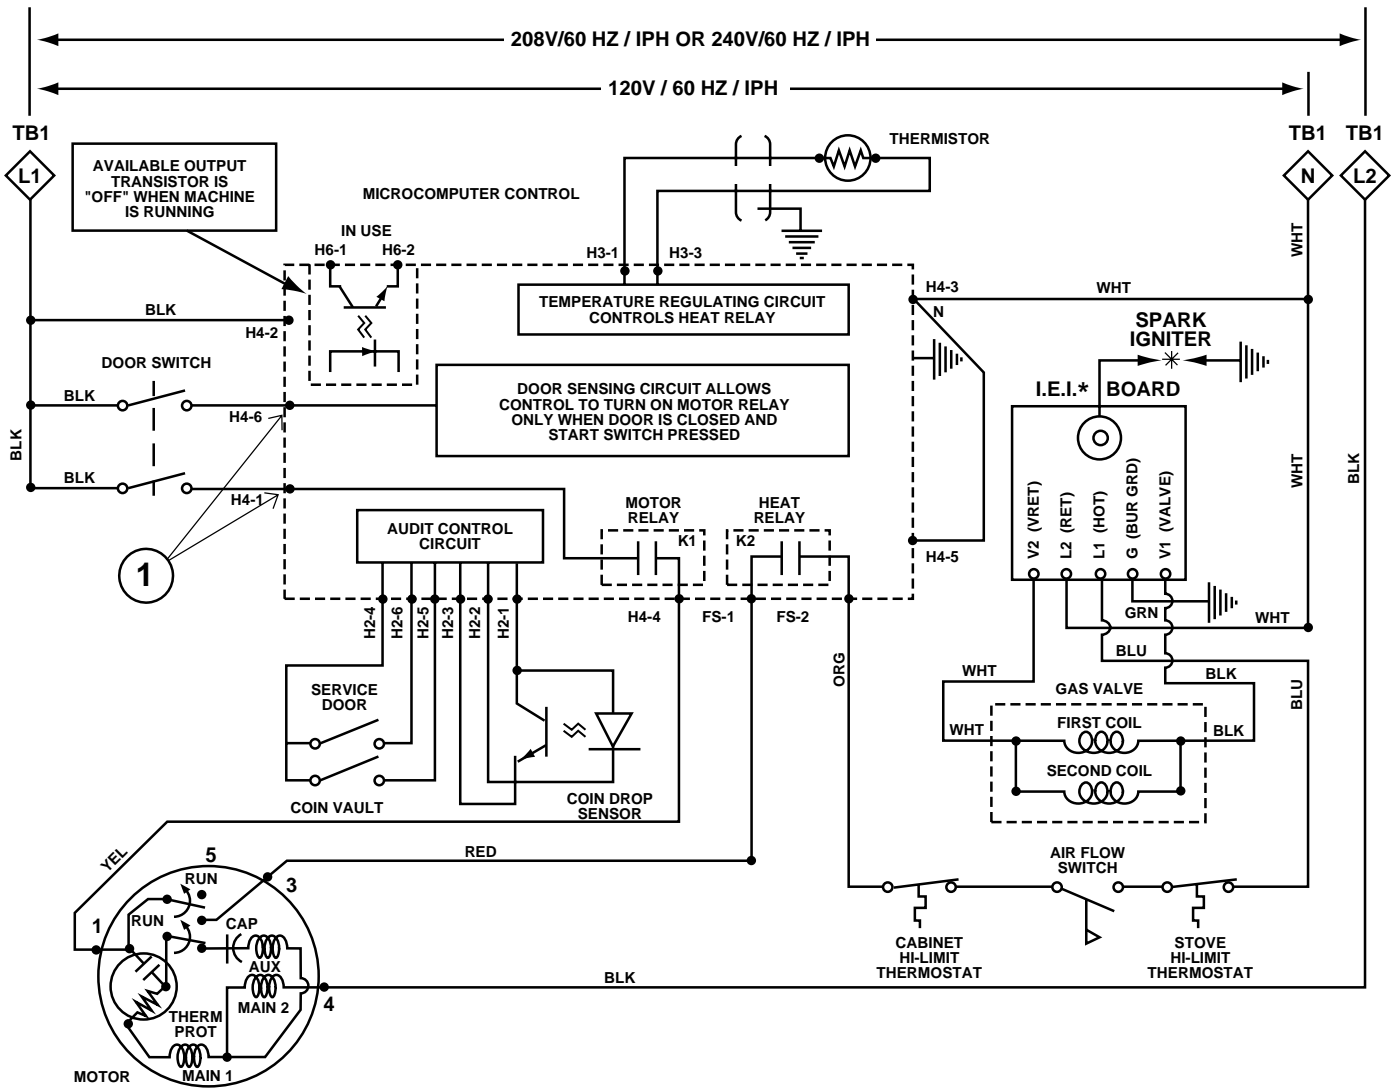 208V/60 HZ / IPH OR 240V/60 HZ / IPH
120V / 60 HZ / IPH
TB1
TB1
TB1
L1
N
L2
AVAILABLE OUTPUT
TRANSISTOR IS
"OFF" WHEN MACHINE
IS RUNNING
MICROCOMPUTER CONTROL
THERMISTOR
IN USE
H6-1
H6-2
H3-1
H3-3
WHT
TEMPERATURE REGULATING CIRCUIT
CONTROLS HEAT RELAY
H4-3
WHT
N
BLK
H4-2
SPARK
IGNITER
DOOR SWITCH
DOOR SENSING CIRCUIT ALLOWS
CONTROL TO TURN ON MOTOR RELAY
ONLY WHEN DOOR IS CLOSED AND
START SWITCH PRESSED
I.E.I.* BOARD
BLK
H4-6
BLK
BLK
H4-1
WHT
BLK
V2 (VRET)
L2 (RET)
L1 (HOT)
G (BUR GRD)
V1 (VALVE)
AUDIT CONTROL
CIRCUIT
MOTOR
RELAY
K1
HEAT
RELAY
K2
H4-5
1
H2-4
H2-6
H2-5
H2-3
H2-2
H2-1
H4-4
FS-1
FS-2
GRN
WHT
BLU
ORG
WHT
BLK
BLU
SERVICE
DOOR
GAS VALVE
WHT
FIRST COIL
BLK
SECOND COIL
COIN VAULT
COIN DROP
SENSOR
YEL
RED
AIR FLOW
SWITCH
5
RUN
3
1
RUN
CAP
AUX
MAIN 2
4
BLK
THERM
PROT
MAIN 1
MOTOR
CABINET
HI-LIMIT
THERMOSTAT
STOVE
HI-LIMIT
THERMOSTAT